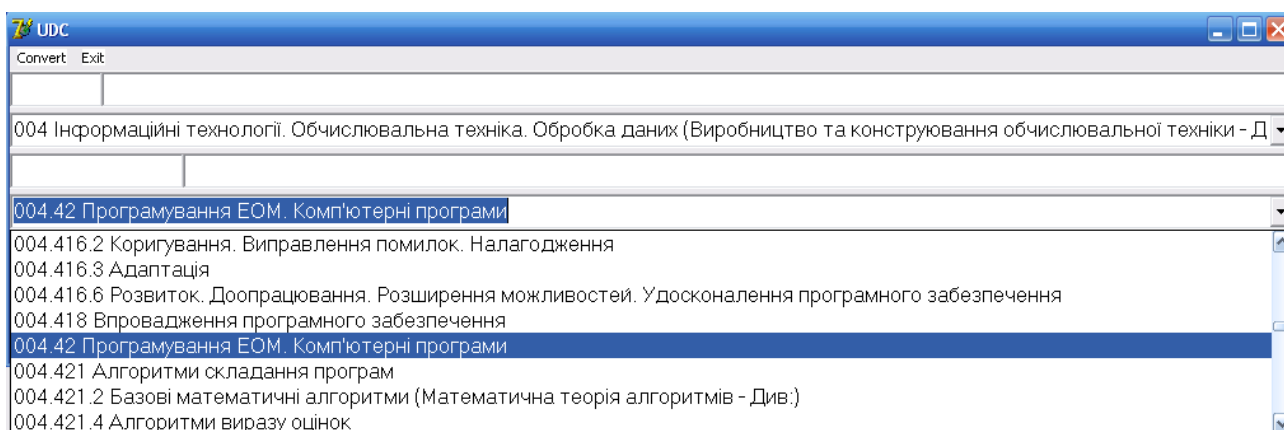 UDC
Convert Exit
004 Інформаційні технології. Обчислювальна техніка. Обробка даних (Виробництво та конструювання обчислювальної техніки - Д
004.42 Програмування ЕОМ. Комп'ютерні програми
004.416.2 Коригування. Виправлення помилок. Налагодження
004.416.3 Адаптація
004.416.6 Розвиток. Доопрацювання. Розширення можливостей. Удосконалення програмного забезпечення
004.418 Впровадження програмного забезпечення
004.42 Програмування ЕОМ. Комп'ютерні програми
004.421 Алгоритми складання програм
004.421.2 Базові математичні алгоритми (Математична теорія алгоритмів - Див:)
004.421.4 Алгоритми виразу оцінок